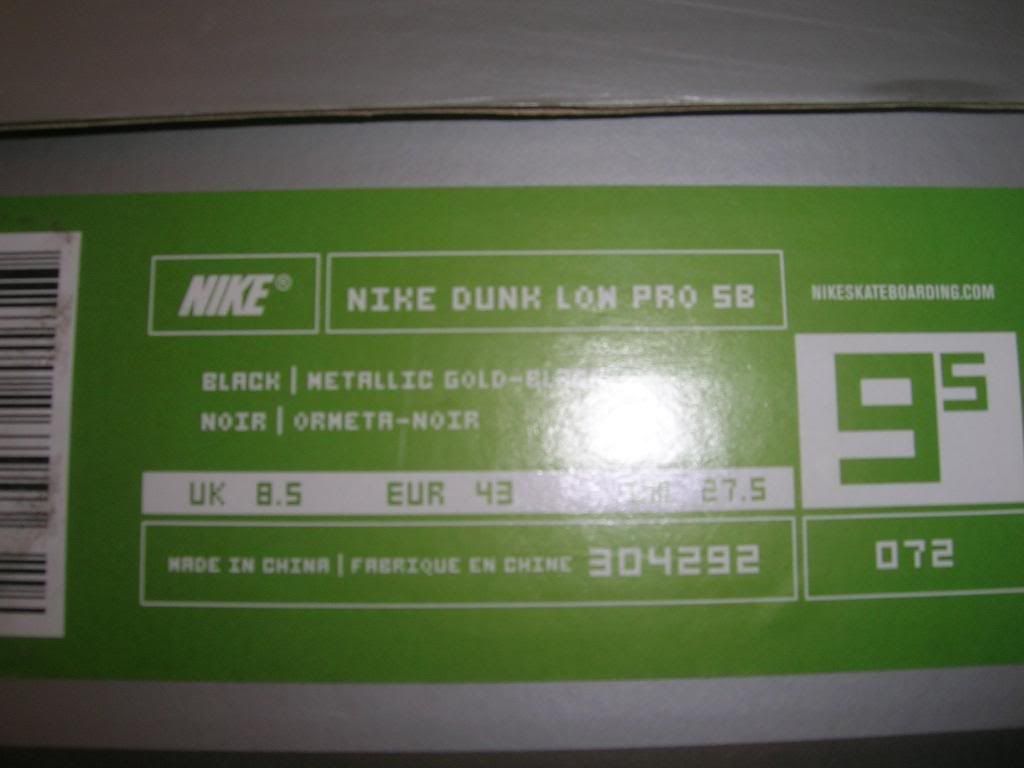 NIKE®
NIKE DUNK LOW PRO SB
NIKESKATEBOARDING.COM
BLACK | METALLIC GOLD-BLACK
NOIR | ORMETA-NOIR
9 5
UK 8.5 EUR 43 27.5
MADE IN CHINA | FABRIQUE EN CHINE 304292
072